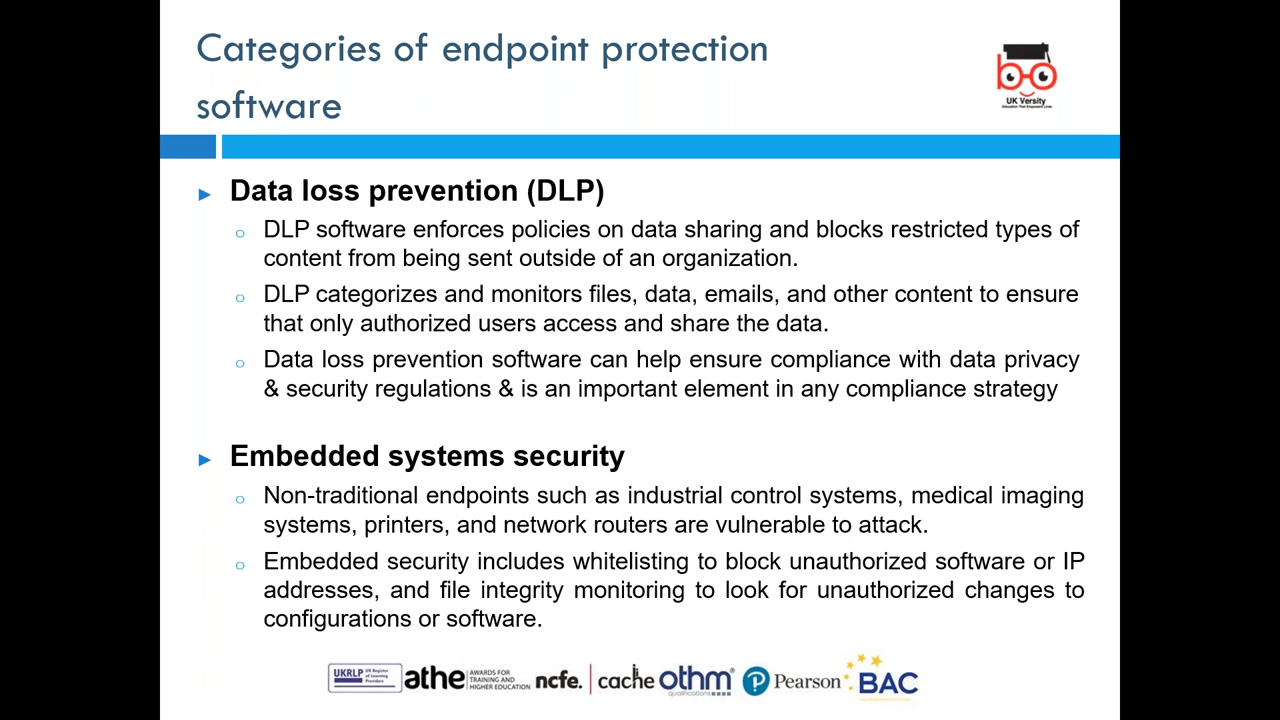 Categories of endpoint protection
software
UK Versity
Education That Empowers Lives
► Data loss prevention (DLP)
o DLP software enforces policies on data sharing and blocks restricted types of
content from being sent outside of an organization.
o DLP categorizes and monitors files, data, emails, and other content to ensure
that only authorized users access and share the data.
o Data loss prevention software can help ensure compliance with data privacy
& security regulations & is an important element in any compliance strategy
► Embedded systems security
o Non-traditional endpoints such as industrial control systems, medical imaging
systems, printers, and network routers are vulnerable to attack.
o Embedded security includes whitelisting to block unauthorized software or IP
addresses, and file integrity monitoring to look for unauthorized changes to
configurations or software.
UKRLP UK Register of Learning Providers
athe AWARDS FOR TRAINING AND HIGHER EDUCATION
ncfe. cache
othm qualifications
P Pearson
BAC